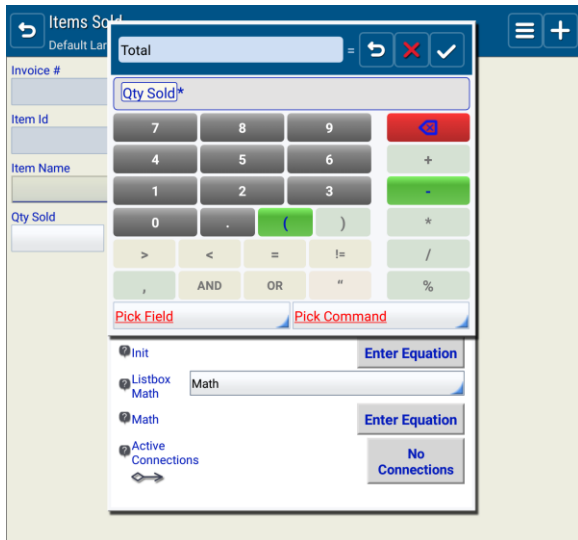 Items So
Default Lar
Total =
Invoice #
Qty Sold*
Item Id
7 8 9
4 5 6 +
Item Name
1 2 3 -
Qty Sold
0 . ( ) *
> < = != /
, AND OR " %
Pick Field Pick Command
Init Enter Equation
Listbox Math Math
Math Enter Equation
Active Connections No Connections